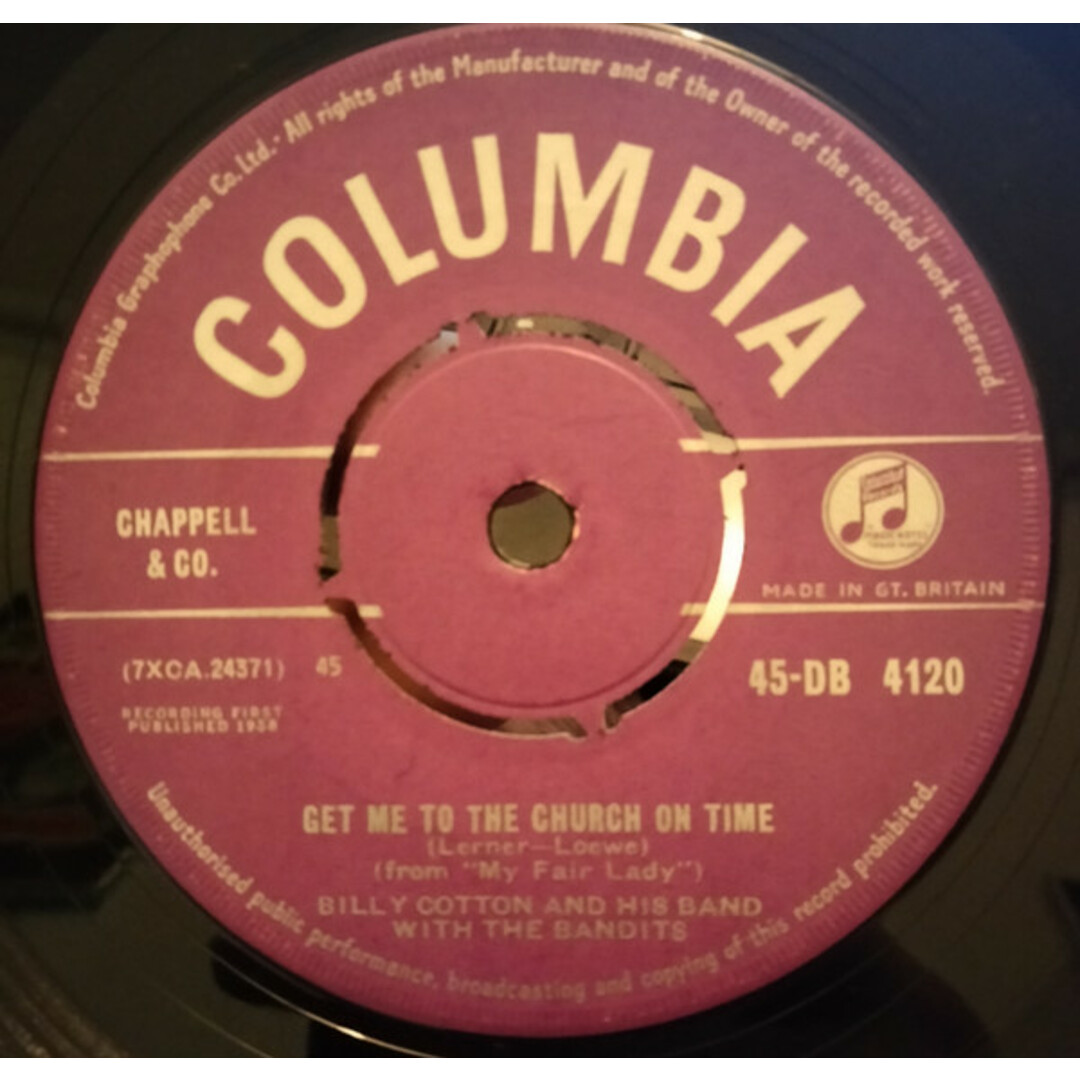 Columbia Graphophone Co. Ltd. · All rights of the Manufacturer and of the Owner of the recorded work reserved.
COLUMBIA
CHAPPELL
& CO.
MADE IN GT. BRITAIN
(7XCA.24371) 45
45-DB 4120
RECORDING FIRST
PUBLISHED 1958
GET ME TO THE CHURCH ON TIME
(Lerner—Loewe)
(from "My Fair Lady")
BILLY COTTON AND HIS BAND
WITH THE BANDITS
Unauthorised public performance, broadcasting and copying of this record prohibited.